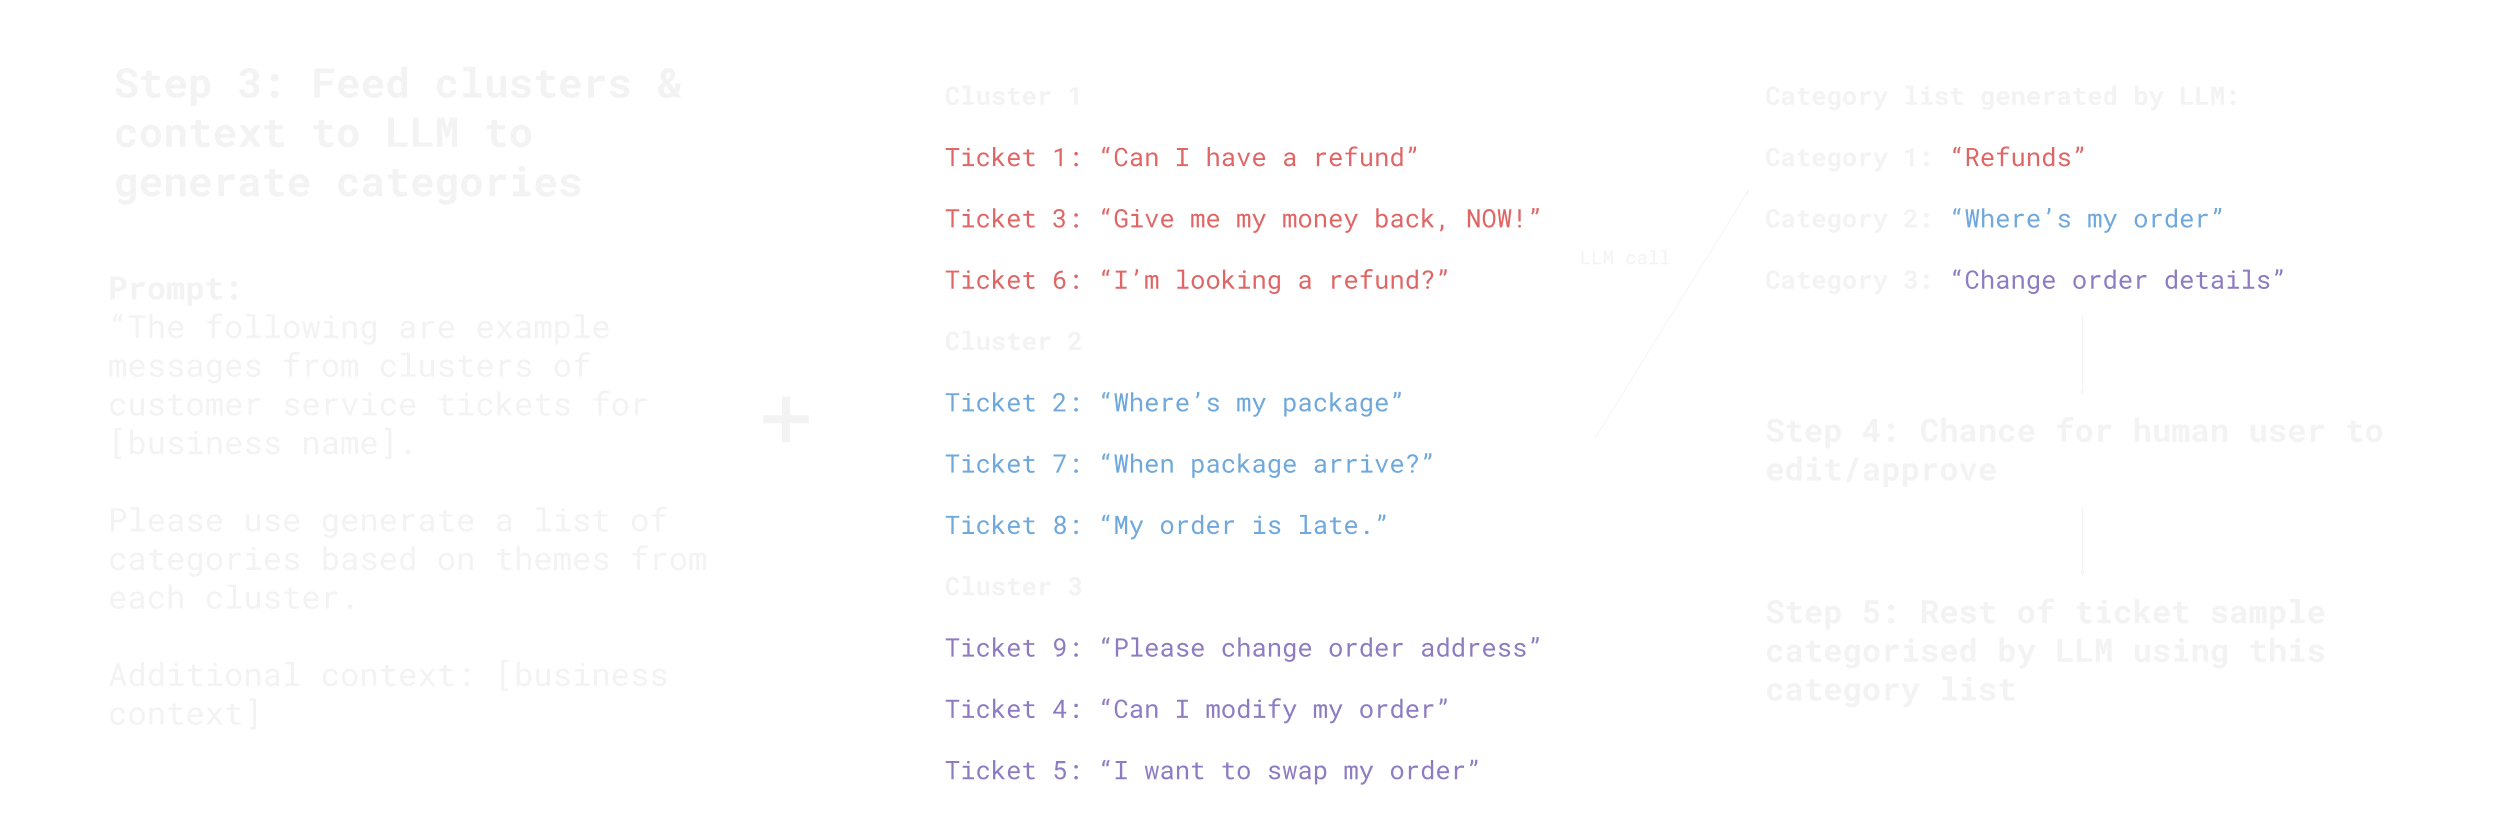 Step 3: Feed clusters &
context to LLM to
generate categories
Prompt:
“The following are example
messages from clusters of
customer service tickets for
[business name].
Please use generate a list of
categories based on themes from
each cluster.
Additional context: [business
context]
+
Cluster 1
Ticket 1: “Can I have a refund”
Ticket 3: “Give me my money back, NOW!”
Ticket 6: “I’m looking a refund?”
Cluster 2
Ticket 2: “Where’s my package”
Ticket 7: “When package arrive?”
Ticket 8: “My order is late.”
Cluster 3
Ticket 9: “Please change order address”
Ticket 4: “Can I modify my order”
Ticket 5: “I want to swap my order”
LLM call
Category list generated by LLM:
Category 1: “Refunds”
Category 2: “Where’s my order”
Category 3: “Change order details”
Step 4: Chance for human user to
edit/approve
Step 5: Rest of ticket sample
categorised by LLM using this
category list